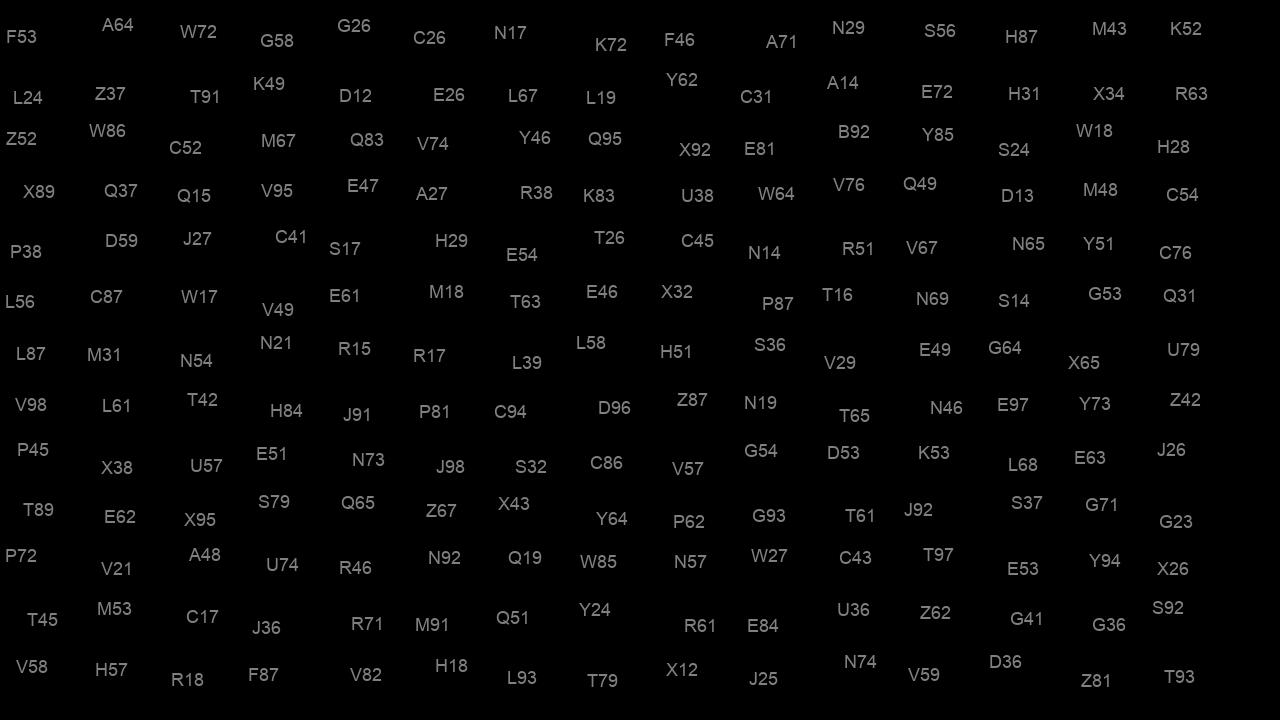 F53 A64 W72 G58 G26 C26 N17 K72 F46 A71 N29 S56 H87 M43 K52
L24 Z37 T91 K49 D12 E26 L67 L19 Y62 C31 A14 E72 H31 X34 R63
Z52 W86 C52 M67 Q83 V74 Y46 Q95 X92 E81 B92 Y85 S24 W18 H28
X89 Q37 Q15 V95 E47 A27 R38 K83 U38 W64 V76 Q49 D13 M48 C54
P38 D59 J27 C41 S17 H29 E54 T26 C45 N14 R51 V67 N65 Y51 C76
L56 C87 W17 V49 E61 M18 T63 E46 X32 P87 T16 N69 S14 G53 Q31
L87 M31 N54 N21 R15 R17 L39 L58 H51 S36 V29 E49 G64 X65 U79
V98 L61 T42 H84 J91 P81 C94 D96 Z87 N19 T65 N46 E97 Y73 Z42
P45 X38 U57 E51 N73 J98 S32 C86 V57 G54 D53 K53 L68 E63 J26
T89 E62 X95 S79 Q65 Z67 X43 Y64 P62 G93 T61 J92 S37 G71 G23
P72 V21 A48 U74 R46 N92 Q19 W85 N57 W27 C43 T97 E53 Y94 X26
T45 M53 C17 J36 R71 M91 Q51 Y24 R61 E84 U36 Z62 G41 G36 S92
V58 H57 R18 F87 V82 H18 L93 T79 X12 J25 N74 V59 D36 Z81 T93